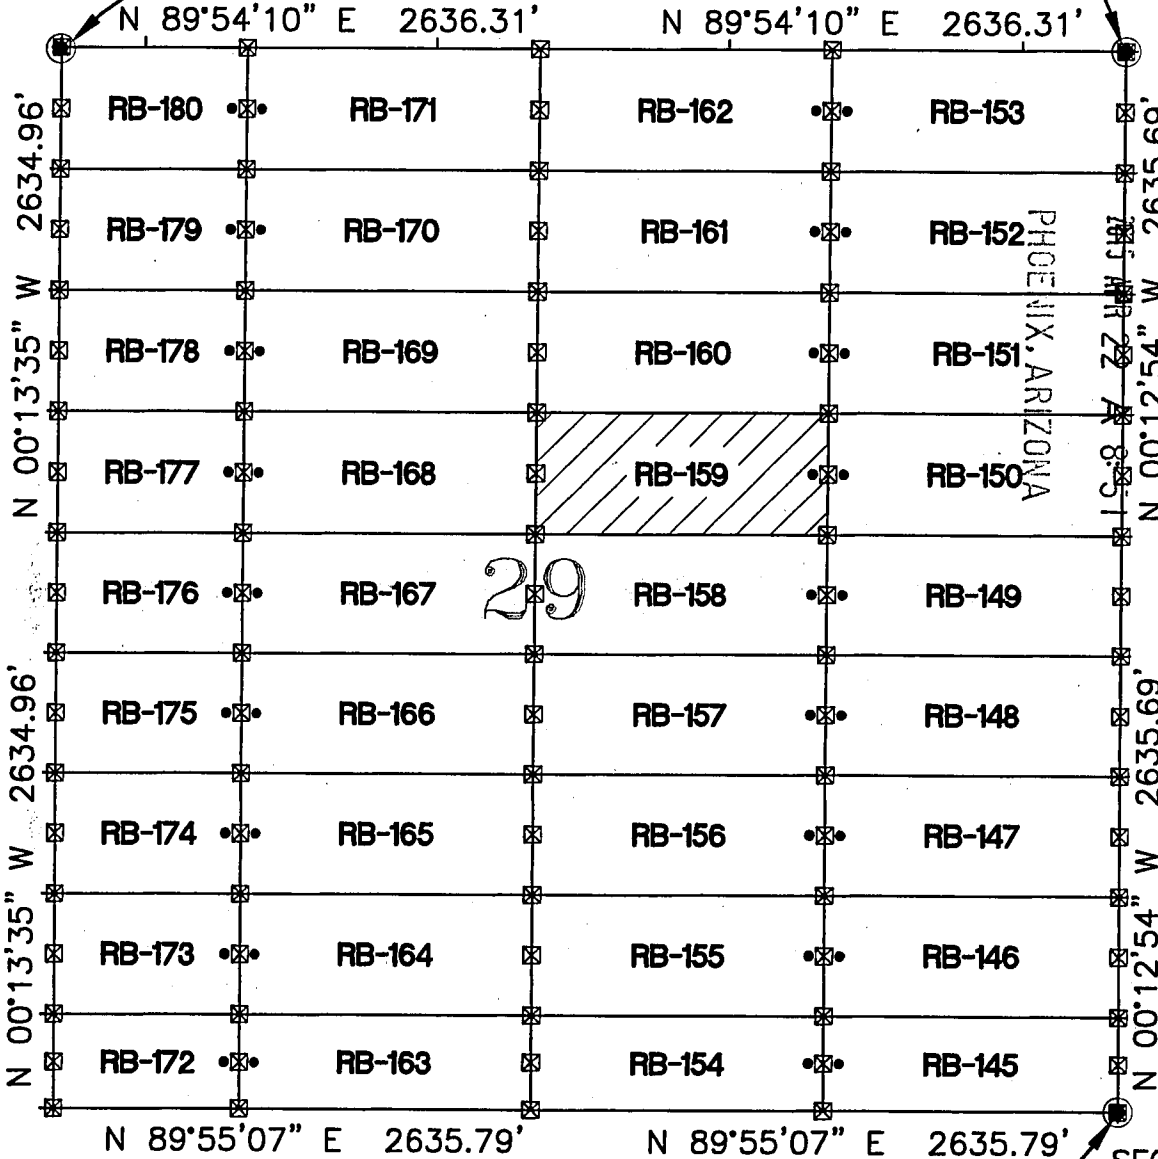 N 89°54'10" E 2636.31' N 89°54'10" E 2636.31'
N 00°13'35" W 2634.96'
N 00°12'54" W 2635.69'
RB-180 RB-171 RB-162 RB-153
RB-179 RB-170 RB-161 RB-152
RB-178 RB-169 RB-160 RB-151
RB-177 RB-168 RB-159 RB-150
PHOENIX, ARIZONA
22 A 8:51
29
RB-176 RB-167 RB-158 RB-149
RB-175 RB-166 RB-157 RB-148
RB-174 RB-165 RB-156 RB-147
RB-173 RB-164 RB-155 RB-146
RB-172 RB-163 RB-154 RB-145
N 00°13'35" W 2634.96'
N 00°12'54" W 2635.69'
N 89°55'07" E 2635.79' N 89°55'07" E 2635.79'